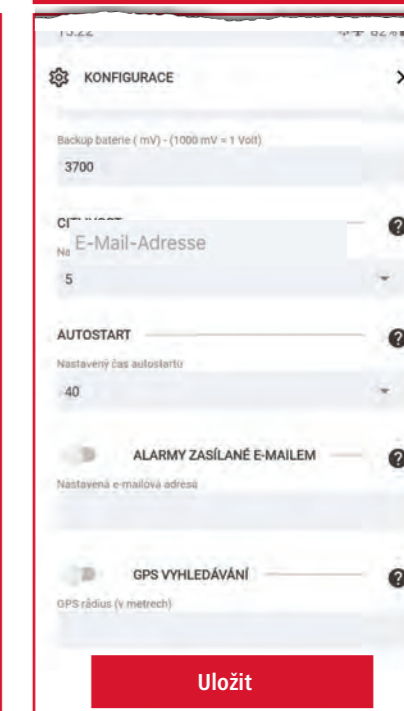 KONFIGURACE
Backup baterie ( mV) - (1000 mV = 1 Volt)
3700
E-Mail-Adresse
5
AUTOSTART
Nastavený čas autostartu
40
ALARMY ZASÍLANÉ E-MAILEM
Nastavená e-mailová adresa
GPS VYHLEDÁVÁNÍ
GPS rádius (v metrech)
Uložit